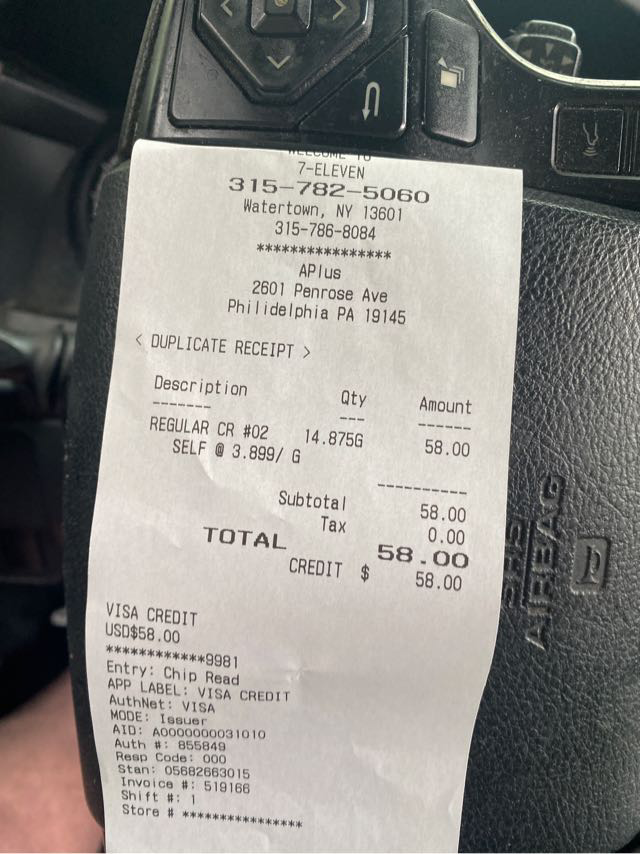 WELCOME TO
7-ELEVEN
315-782-5060
Watertown, NY 13601
315-786-8084
****************
APlus
2601 Penrose Ave
Philidelphia PA 19145
< DUPLICATE RECEIPT >
Description Qty Amount
------- --- ------
REGULAR CR #02 14.875G 58.00
SELF @ 3.899/ G
----------
Subtotal 58.00
Tax 0.00
TOTAL 58.00
CREDIT $ 58.00
VISA CREDIT
USD$58.00
************9981
Entry: Chip Read
APP LABEL: VISA CREDIT
AuthNet: VISA
MODE: Issuer
AID: A0000000031010
Auth #: 855849
Resp Code: 000
Stan: 05682663015
Invoice #: 519166
Shift #: 1
Store # ****************
SRS
AIRBAG